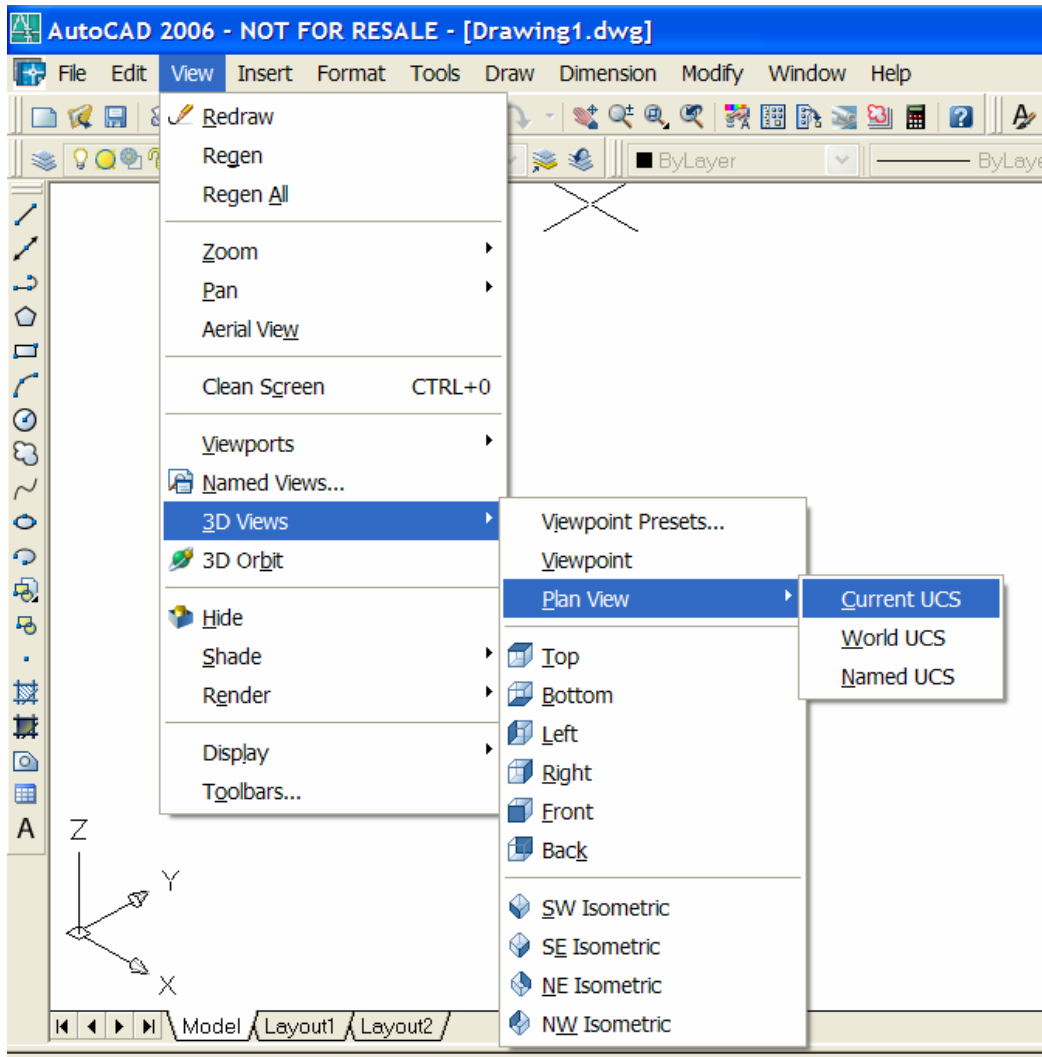 AutoCAD 2006 - NOT FOR RESALE - [Drawing1.dwg]
File Edit View Insert Format Tools Draw Dimension Modify Window Help
Redraw
Regen
Regen All
Zoom
Pan
Aerial View
Clean Screen CTRL+0
Viewports
Named Views...
3D Views
3D Orbit
Hide
Shade
Render
Display
Toolbars...
Viewpoint Presets...
Viewpoint
Plan View
Top
Bottom
Left
Right
Front
Back
SW Isometric
SE Isometric
NE Isometric
NW Isometric
Current UCS
World UCS
Named UCS
ByLayer ByLaye
A
Z
Y
X
Model Layout1 Layout2